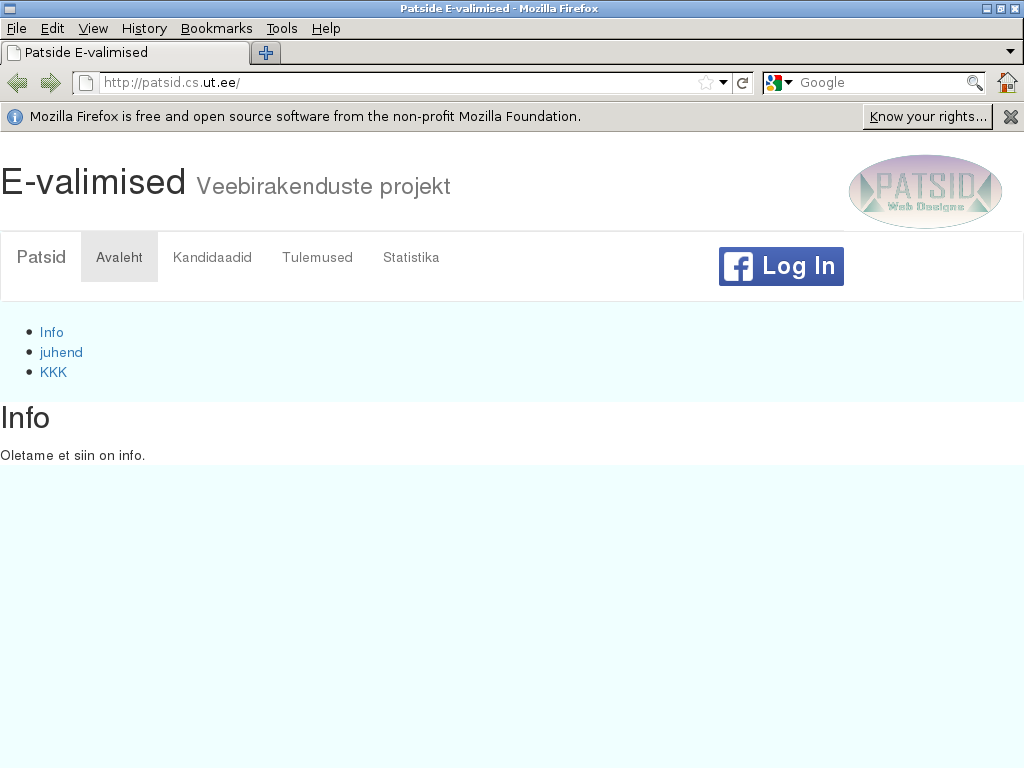 Patside E-valimised - Mozilla Firefox
File Edit View History Bookmarks Tools Help
Patside E-valimised
http://patsid.cs.ut.ee/
Google
Mozilla Firefox is free and open source software from the non-profit Mozilla Foundation.
Know your rights...
E-valimised Veebirakenduste projekt
PATSID
Web Designs
Patsid Avaleht Kandidaadid Tulemused Statistika
Log In
Info
juhend
KKK
Info
Oletame et siin on info.